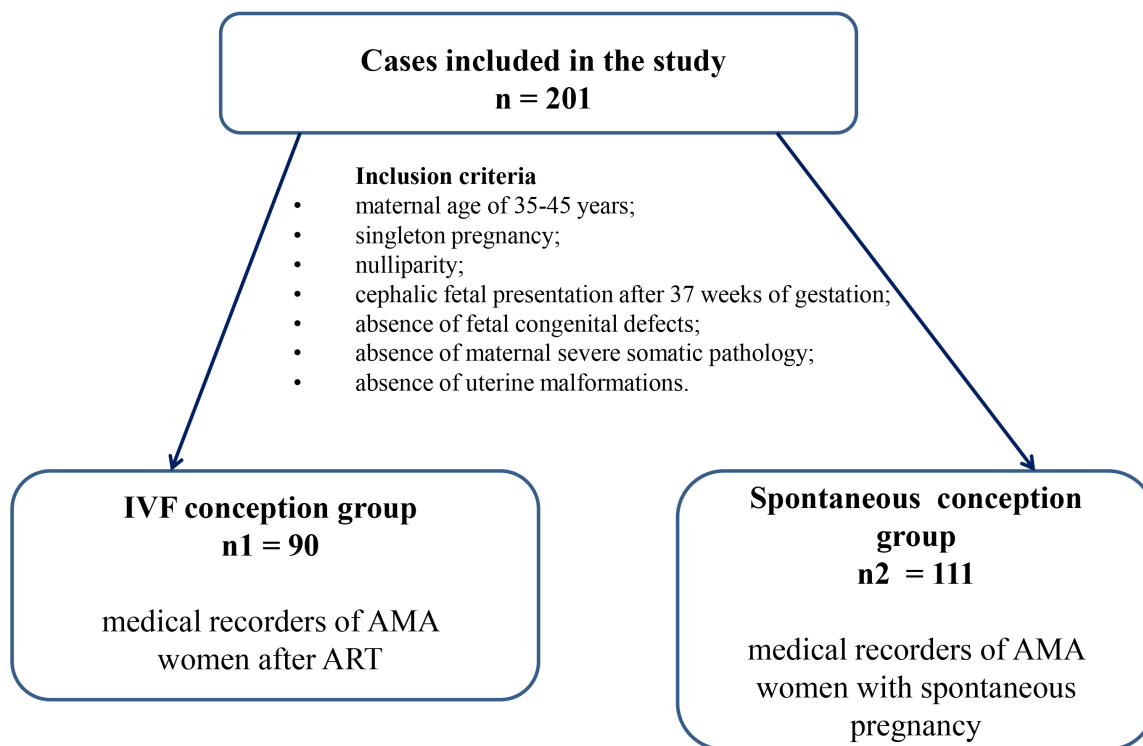 Cases included in the study
n = 201
Inclusion criteria
• maternal age of 35-45 years;
• singleton pregnancy;
• nulliparity;
• cephalic fetal presentation after 37 weeks of gestation;
• absence of fetal congenital defects;
• absence of maternal severe somatic pathology;
• absence of uterine malformations.
IVF conception group
n1 = 90
medical recorders of AMA
women after ART
Spontaneous conception
group
n2 = 111
medical recorders of AMA
women with spontaneous
pregnancy